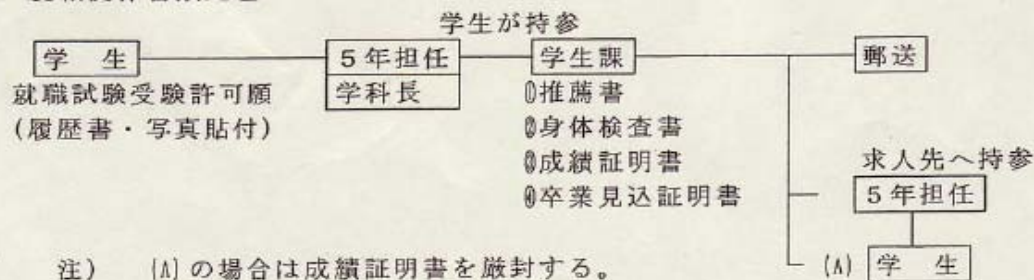 学生が持参
学 生
5年担任
学生課
郵送
就職試験受験許可願
学科長
①推薦書
(履歴書・写真貼付)
②身体検査書
③成績証明書
求人先へ持参
④卒業見込証明書
5年担任
注) (A)の場合は成績証明書を厳封する。
(A) 学 生